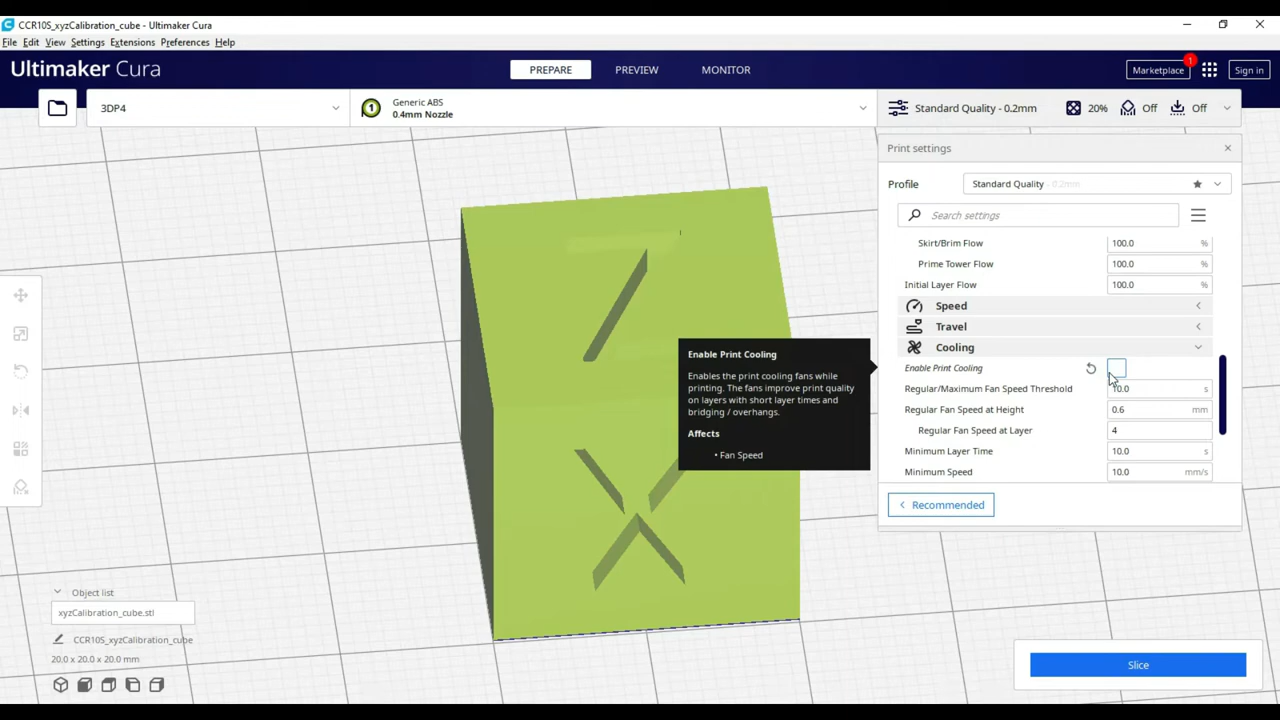 CCR10S_xyzCalibration_cube - Ultimaker Cura
File Edit View Settings Extensions Preferences Help
Ultimaker Cura
PREPARE PREVIEW MONITOR
Marketplace 1 Sign in
3DP4
1 Generic ABS
0.4mm Nozzle
Standard Quality - 0.2mm 20% Off Off
Print settings
Profile Standard Quality - 0.2mm
Search settings
Skirt/Brim Flow 100.0 %
Prime Tower Flow 100.0 %
Initial Layer Flow 100.0 %
Speed
Travel
Cooling
Enable Print Cooling
Regular/Maximum Fan Speed Threshold 10.0 s
Regular Fan Speed at Height 0.6 mm
Regular Fan Speed at Layer 4
Minimum Layer Time 10.0 s
Minimum Speed 10.0 mm/s
Recommended
Enable Print Cooling
Enables the print cooling fans while
printing. The fans improve print quality
on layers with short layer times and
bridging / overhangs.
Affects
• Fan Speed
Z
X
Object list
xyzCalibration_cube.stl
CCR10S_xyzCalibration_cube
20.0 x 20.0 x 20.0 mm
Slice